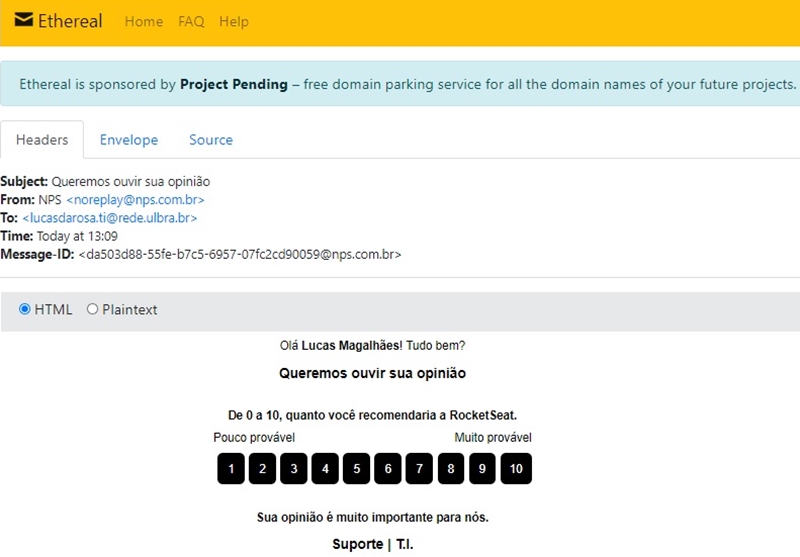 Ethereal Home FAQ Help
Ethereal is sponsored by Project Pending – free domain parking service for all the domain names of your future projects.
Headers Envelope Source
Subject: Queremos ouvir sua opinião
From: NPS <noreplay@nps.com.br>
To: <lucasdarosa.ti@rede.ulbra.br>
Time: Today at 13:09
Message-ID: <da503d88-55fe-b7c5-6957-07fc2cd90059@nps.com.br>
HTML Plaintext
Olá Lucas Magalhães! Tudo bem?
Queremos ouvir sua opinião
De 0 a 10, quanto você recomendaria a RocketSeat.
Pouco provável Muito provável
1 2 3 4 5 6 7 8 9 10
Sua opinião é muito importante para nós.
Suporte | T.I.